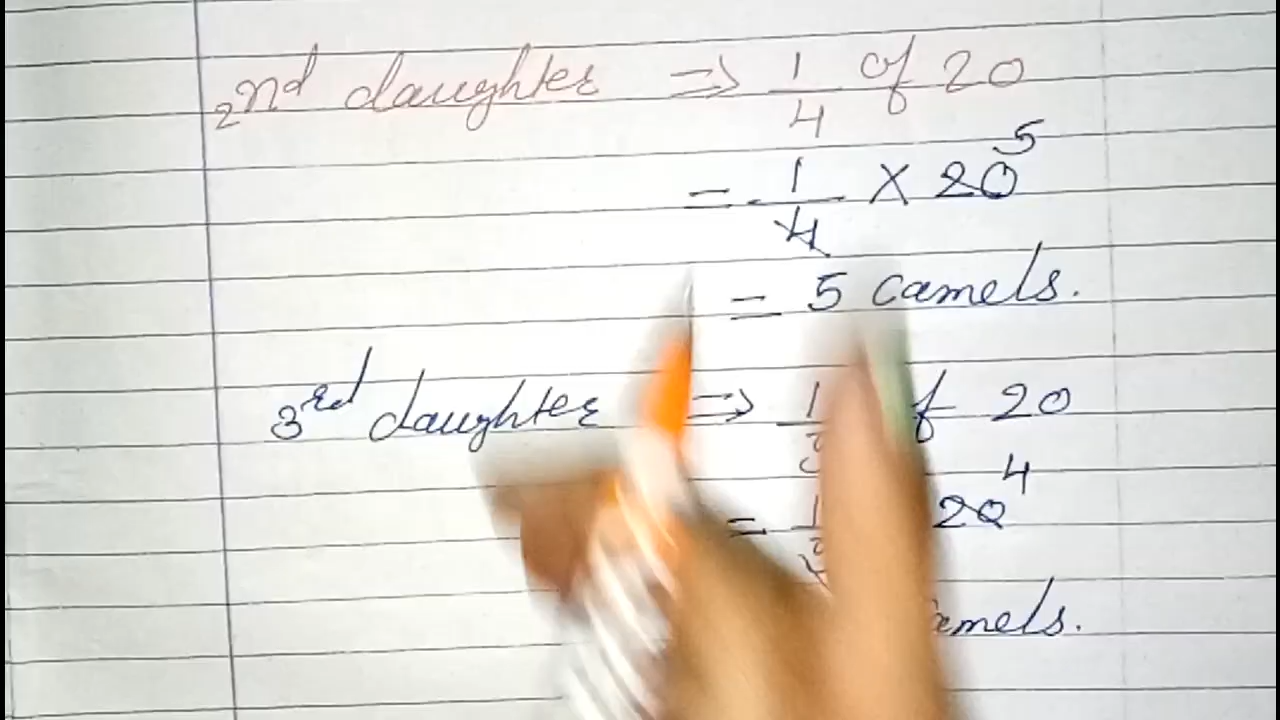 2nd daughter ⇒ 1/4 of 20
= 1/4 × 20 5
= 5 camels.
3rd daughter ⇒ 1 of 20
= 1 20 4
camels.